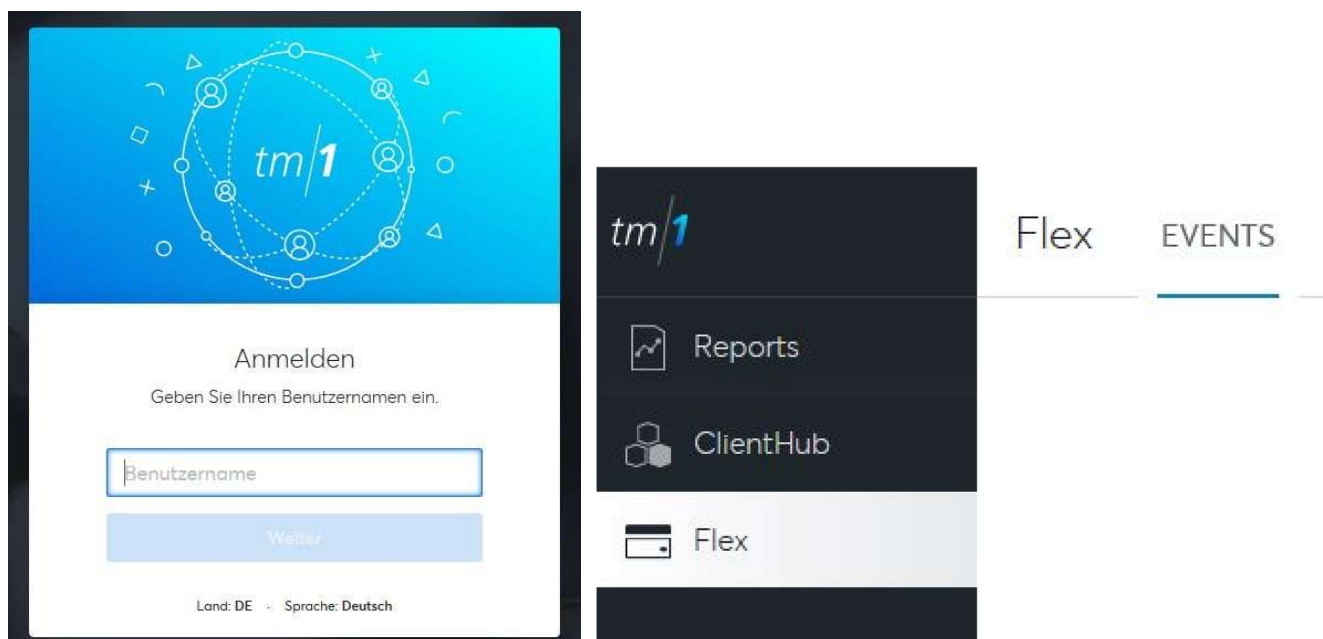 tm/1
Anmelden
Geben Sie Ihren Benutzernamen ein.
Benutzername
Weiter
Land: DE · Sprache: Deutsch
tm/1
Reports
ClientHub
Flex
Flex EVENTS